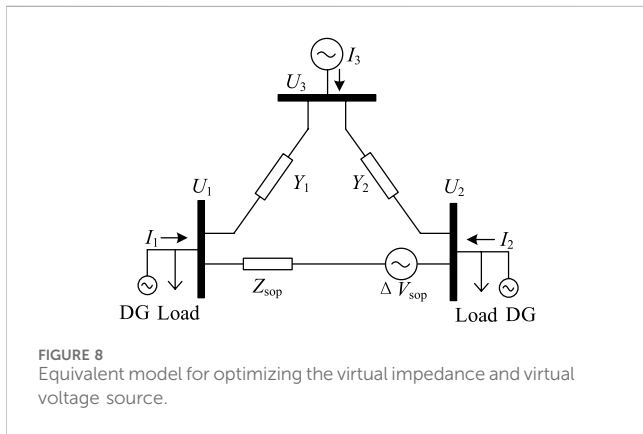 I3
U3
U1
Y1
Y2
U2
I1
I2
Zsop
Δ Vsop
DG Load
Load DG
FIGURE 8
Equivalent model for optimizing the virtual impedance and virtual
voltage source.